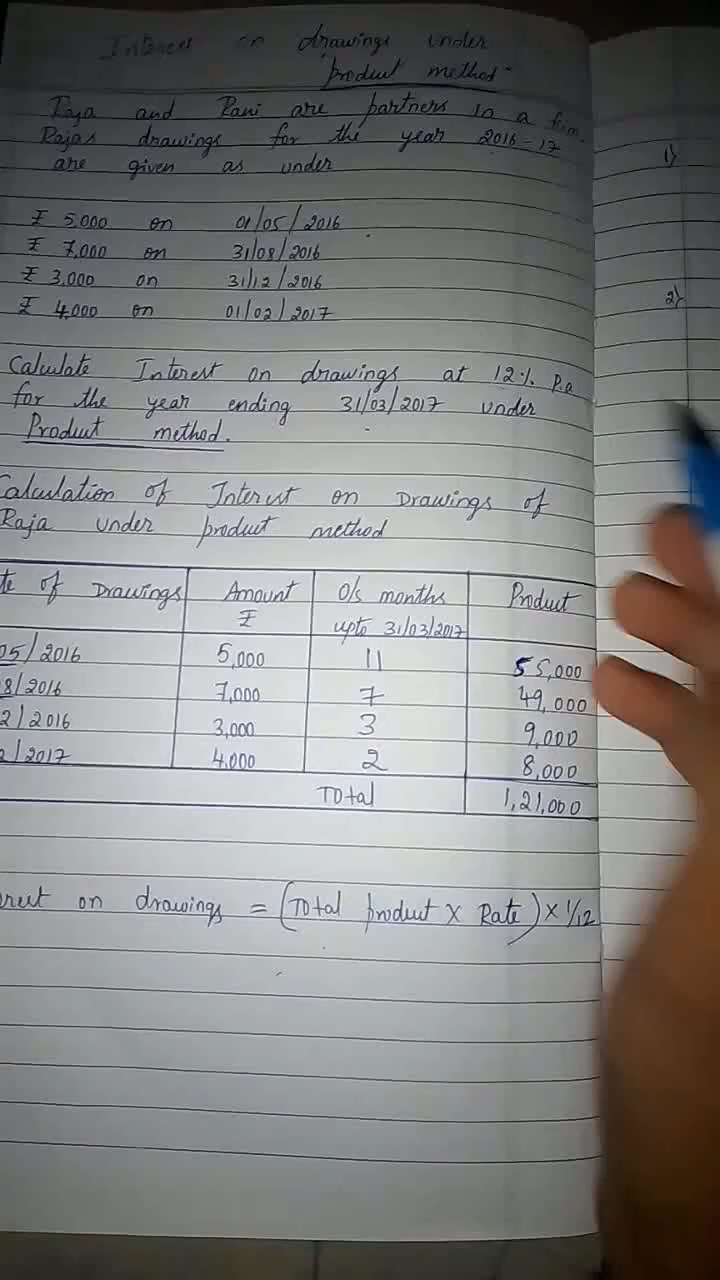 Interest on drawings under
product method-
Raja and Rani are partners in a firm.
Rajas drawings for the year 2016-17
are given as under
1)
₹ 5,000 on 01/05/2016
₹ 7,000 on 31/08/2016
₹ 3,000 on 31/12/2016
2)
₹ 4,000 on 01/02/2017
Calculate Interest on drawings at 12% p.a
for the year ending 31/03/2017 under
Product method.
Calculation of Interest on Drawings of
Raja under product method
te of Drawings Amount ₹ O/s months upto 31/03/2017 Product
05/2016 5,000 11 55,000
8/2016 7,000 7 49,000
2/2016 3,000 3 9,000
2/2017 4,000 2 8,000
Total 1,21,000
erest on drawings = (Total product X Rate) X 1/12